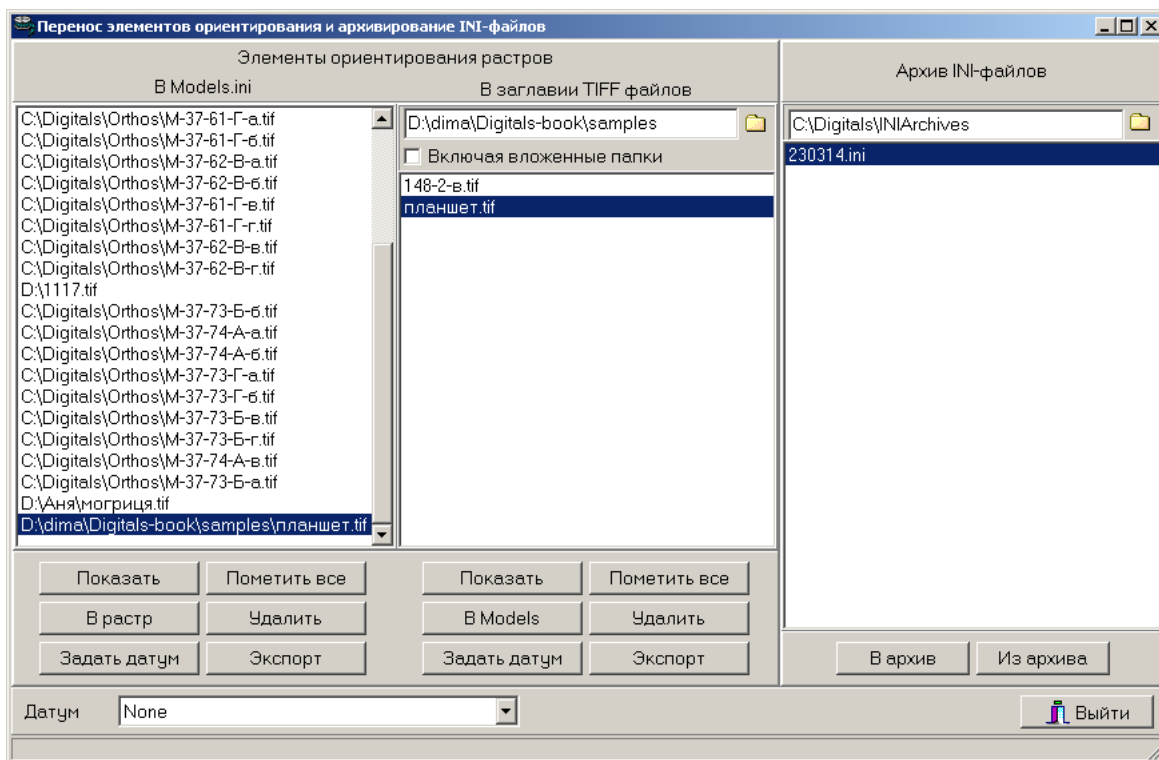 Перенос элементов ориентирования и архивирование INI-файлов
Элементы ориентирования растров
В Models.ini
В заглавии TIFF файлов
Архив INI-файлов
C:\Digitals\Orthos\M-37-61-Г-а.tif
C:\Digitals\Orthos\M-37-61-Г-б.tif
C:\Digitals\Orthos\M-37-62-В-а.tif
C:\Digitals\Orthos\M-37-62-В-б.tif
C:\Digitals\Orthos\M-37-61-Г-в.tif
C:\Digitals\Orthos\M-37-61-Г-г.tif
C:\Digitals\Orthos\M-37-62-В-в.tif
C:\Digitals\Orthos\M-37-62-В-г.tif
D:\1117.tif
C:\Digitals\Orthos\M-37-73-Б-б.tif
C:\Digitals\Orthos\M-37-74-А-а.tif
C:\Digitals\Orthos\M-37-74-А-б.tif
C:\Digitals\Orthos\M-37-73-Г-а.tif
C:\Digitals\Orthos\M-37-73-Г-б.tif
C:\Digitals\Orthos\M-37-73-Б-в.tif
C:\Digitals\Orthos\M-37-73-Б-г.tif
C:\Digitals\Orthos\M-37-74-А-в.tif
C:\Digitals\Orthos\M-37-73-Б-а.tif
D:\Аня\могриця.tif
D:\dima\Digitals-book\samples\планшет.tif
D:\dima\Digitals-book\samples
Включая вложенные папки
148-2-в.tif
планшет.tif
C:\Digitals\INIArchives
230314.ini
Показать
Пометить все
В растр
Удалить
Задать датум
Экспорт
Показать
Пометить все
В Models
Удалить
Задать датум
Экспорт
В архив
Из архива
Датум
None
Выйти